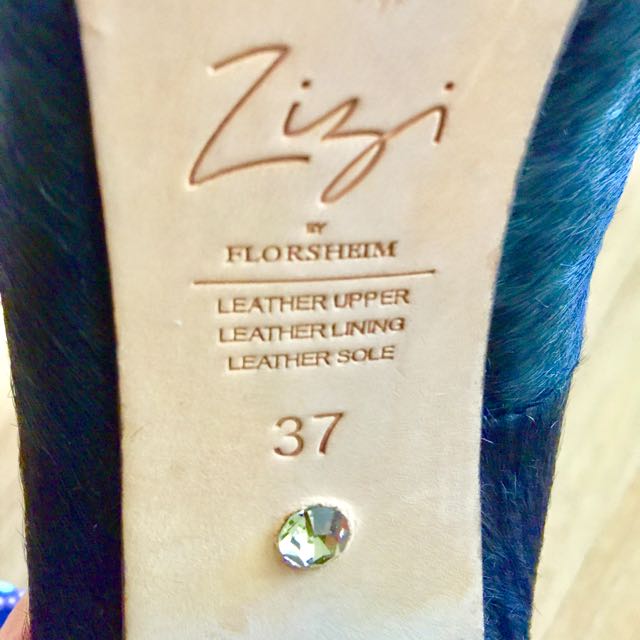 Zizi
BY
FLORSHEIM
LEATHER UPPER
LEATHER LINING
LEATHER SOLE
37